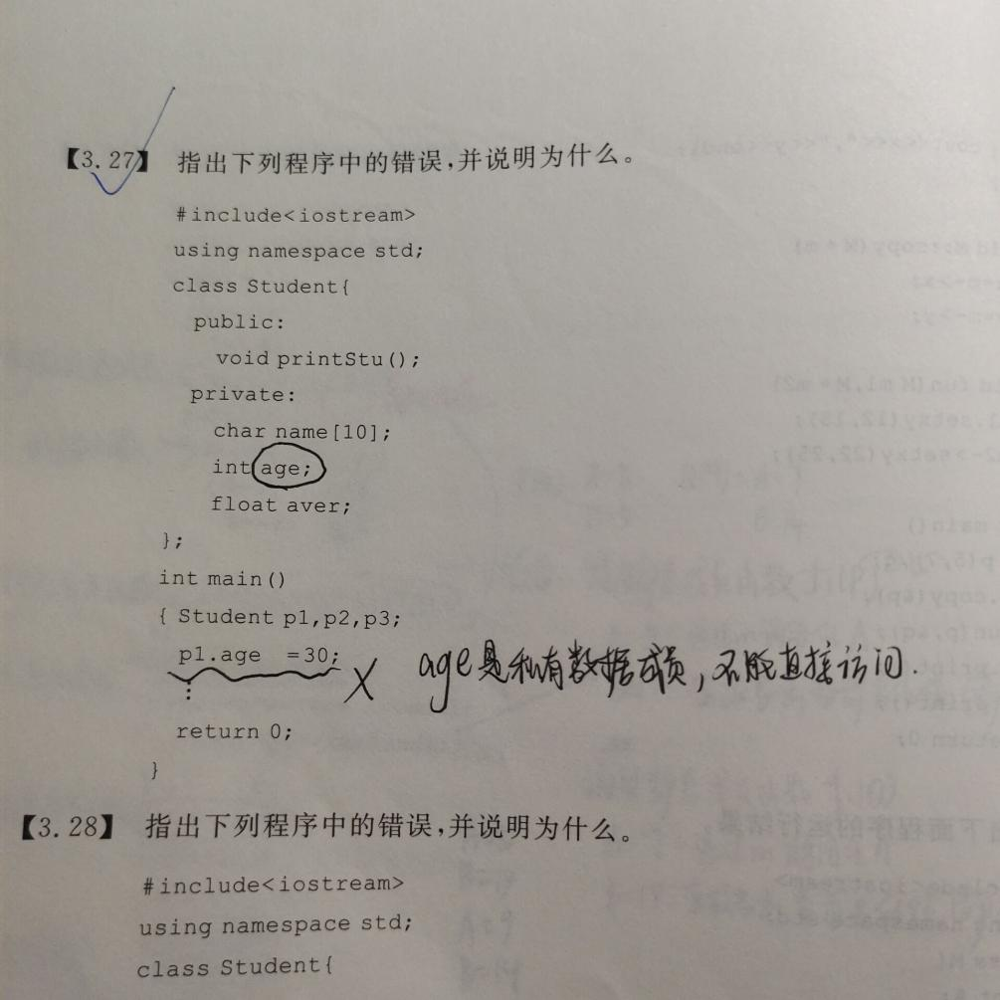 【3.27】 指出下列程序中的错误,并说明为什么。
#include<iostream>
using namespace std;
class Student{
public:
void printStu();
private:
char name[10];
int age;
float aver;
};
int main()
{ Student p1,p2,p3;
p1.age =30; X age是私有数据成员,不能直接访问.
⋮
return 0;
}
【3.28】 指出下列程序中的错误,并说明为什么。
#include<iostream>
using namespace std;
class Student{